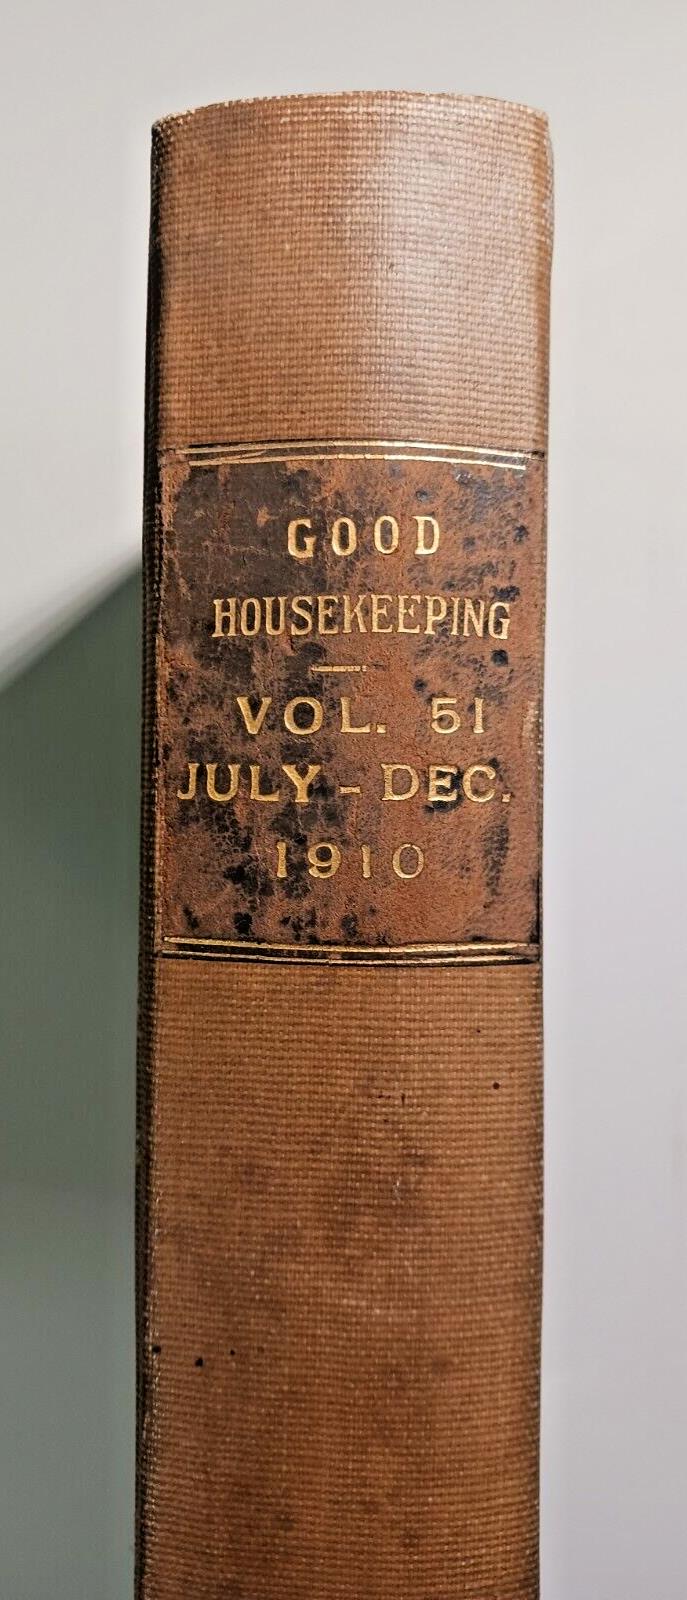 GOOD
HOUSEKEEPING
VOL. 51
JULY - DEC.
1910